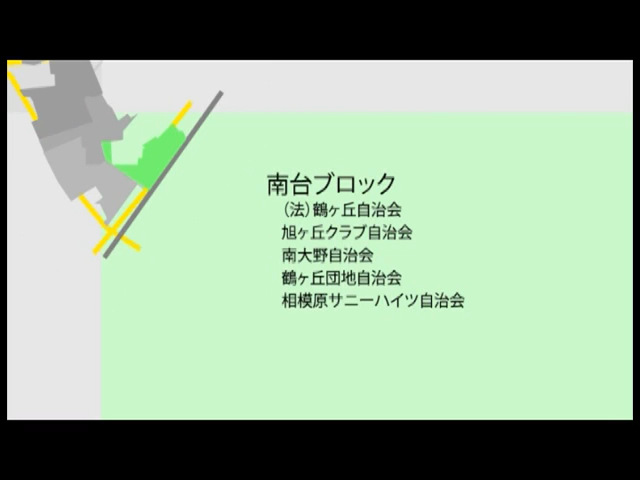 南台ブロック
（法）鶴ヶ丘自治会
旭ヶ丘クラブ自治会
南大野自治会
鶴ヶ丘団地自治会
相模原サニーハイツ自治会